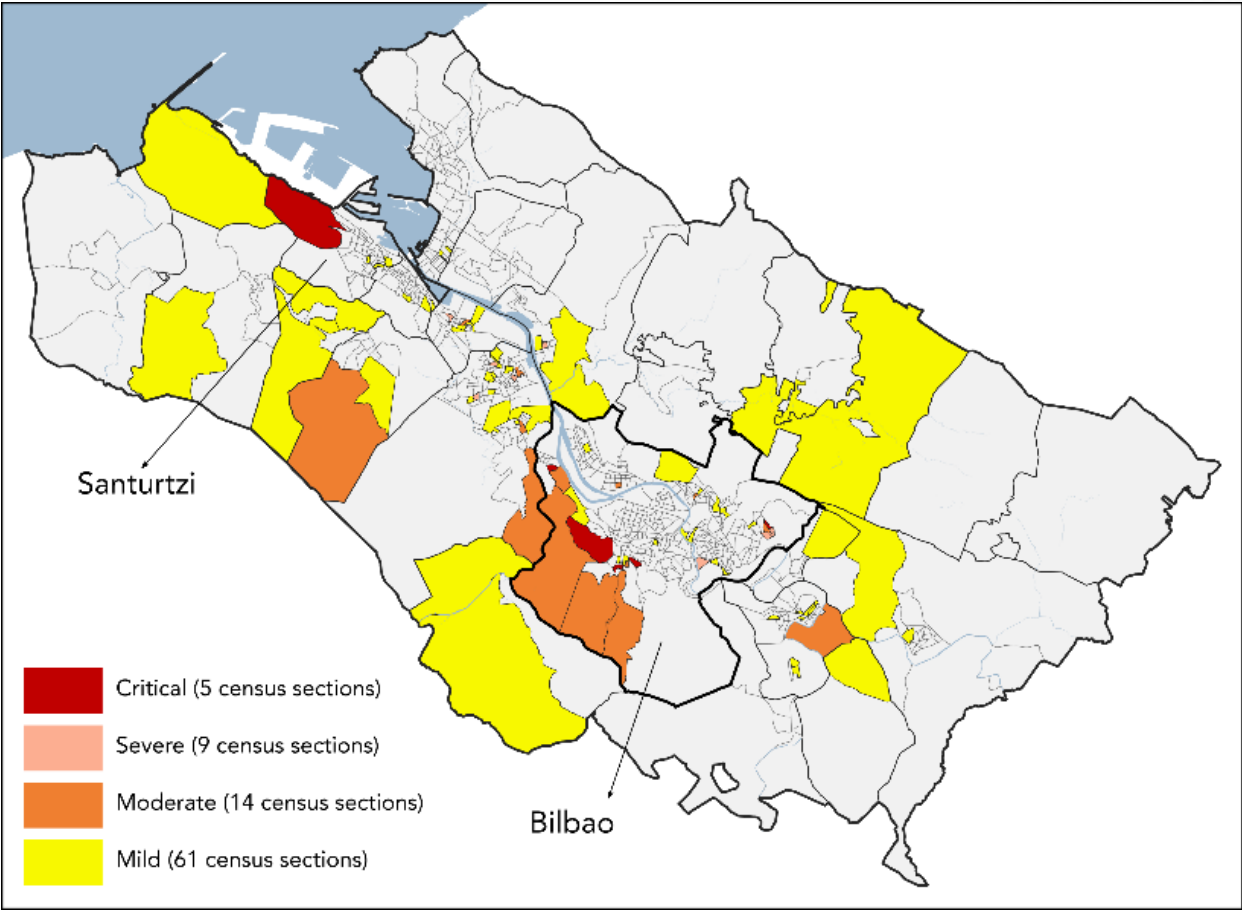 Santurtzi
Critical (5 census sections)
Severe (9 census sections)
Moderate (14 census sections)
Mild (61 census sections)
Bilbao